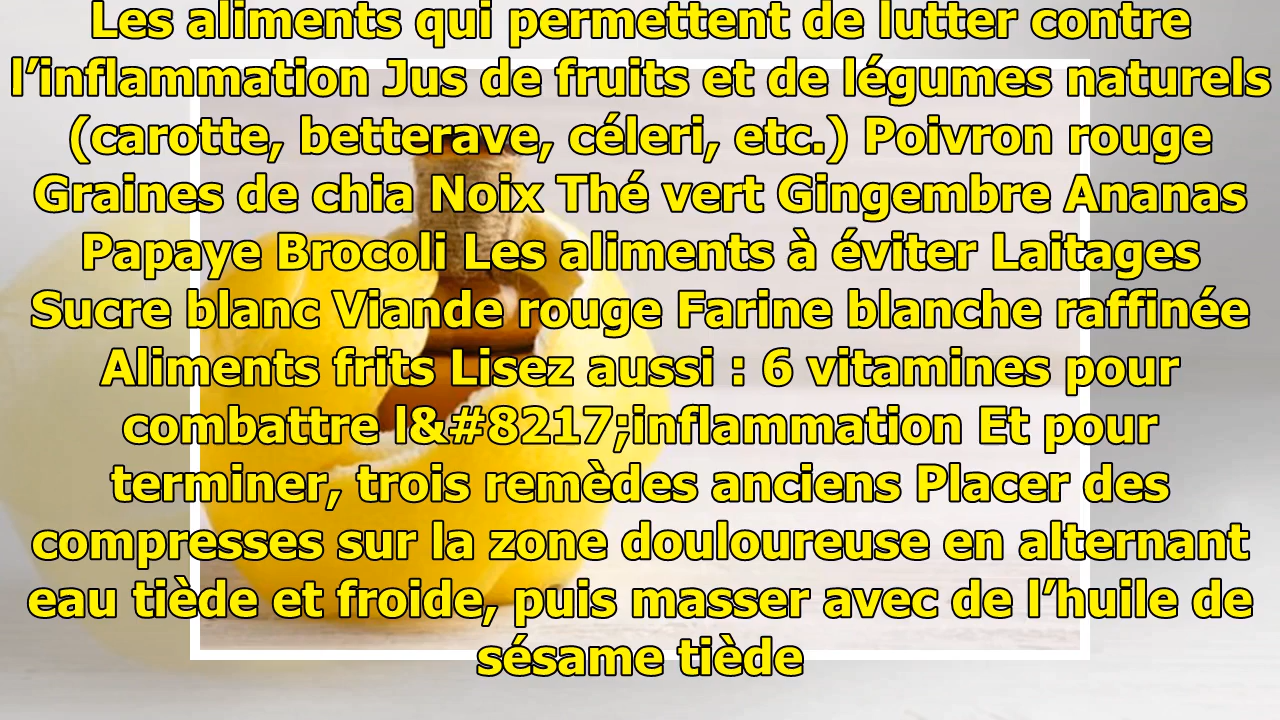 Les aliments qui permettent de lutter contre
l’inflammation Jus de fruits et de légumes naturels
(carotte, betterave, céleri, etc.) Poivron rouge
Graines de chia Noix Thé vert Gingembre Ananas
Papaye Brocoli Les aliments à éviter Laitages
Sucre blanc Viande rouge Farine blanche raffinée
Aliments frits Lisez aussi : 6 vitamines pour
combattre l&#8217;inflammation Et pour
terminer, trois remèdes anciens Placer des
compresses sur la zone douloureuse en alternant
eau tiède et froide, puis masser avec de l’huile de
sésame tiède